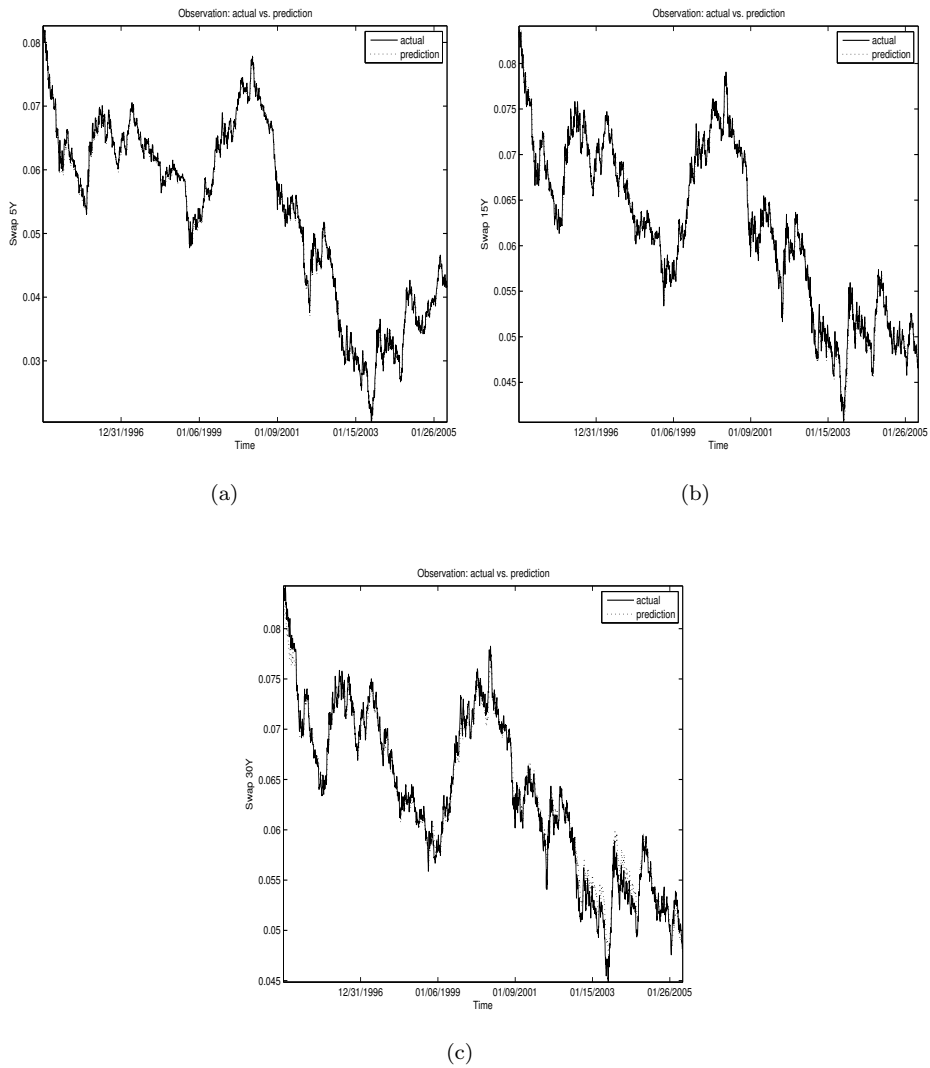 Observation: actual vs. prediction
actual
prediction
0.08
0.07
0.06
0.05
0.04
0.03
Swap 5Y
12/31/1996 01/06/1999 01/09/2001 01/15/2003 01/26/2005
Time
(a)
Observation: actual vs. prediction
actual
prediction
0.08
0.075
0.07
0.065
0.06
0.055
0.05
0.045
Swap 15Y
12/31/1996 01/06/1999 01/09/2001 01/15/2003 01/26/2005
Time
(b)
Observation: actual vs. prediction
actual
prediction
0.08
0.075
0.07
0.065
0.06
0.055
0.05
0.045
Swap 30Y
12/31/1996 01/06/1999 01/09/2001 01/15/2003 01/26/2005
Time
(c)